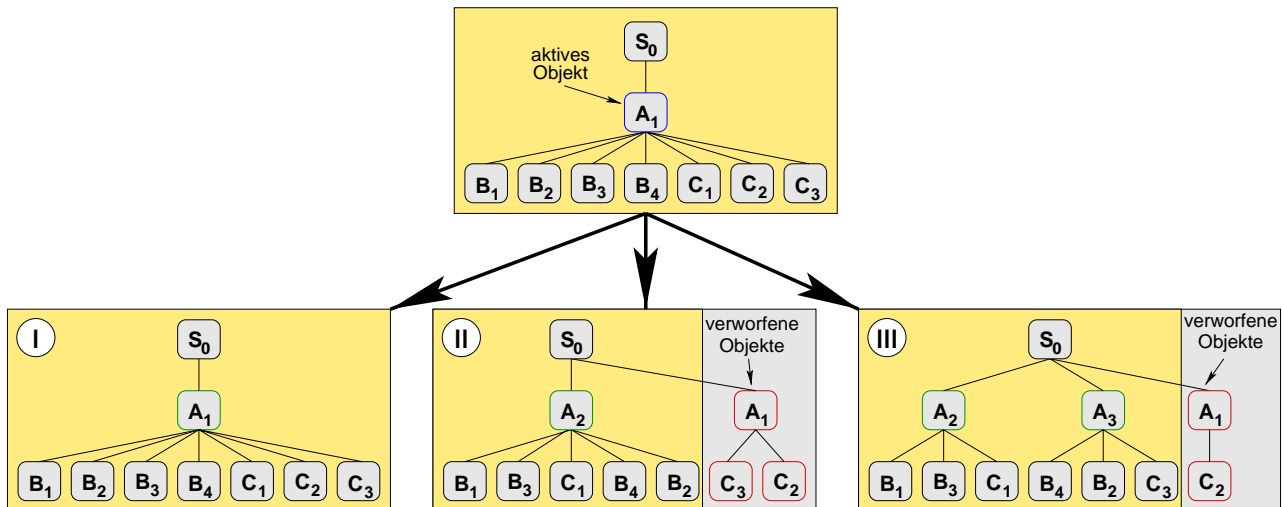 S0
aktives
Objekt
A1
B1 B2 B3 B4 C1 C2 C3
I
S0
A1
B1 B2 B3 B4 C1 C2 C3
II
S0
verworfene
Objekte
A2 A1
B1 B3 C1 B4 B2 C3 C2
III
S0
verworfene
Objekte
A2 A3 A1
B1 B3 C1 B4 B2 C3 C2